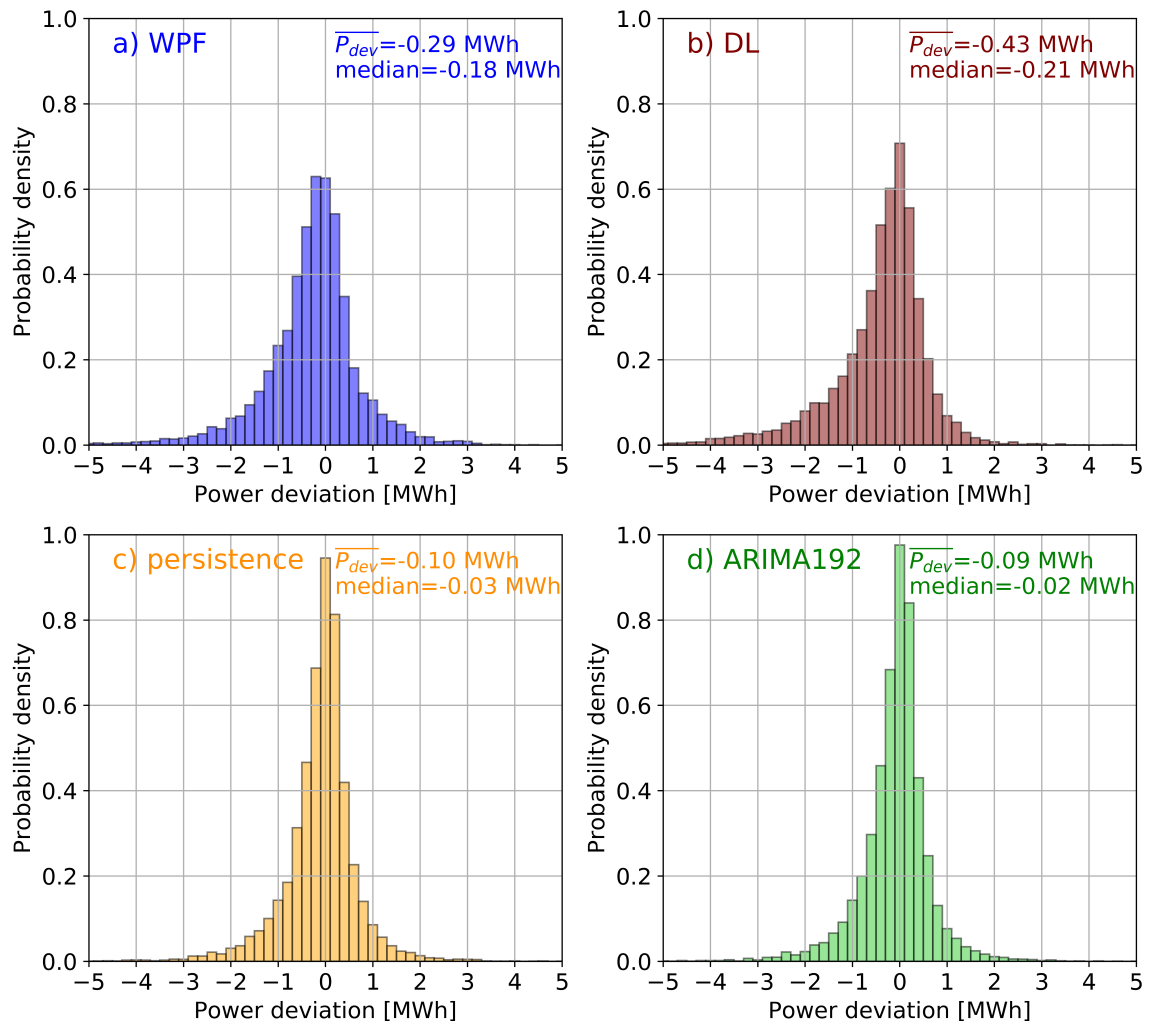 a) WPF
P_dev=-0.29 MWh
median=-0.18 MWh
Probability density
1.0
0.8
0.6
0.4
0.2
0.0
−5 −4 −3 −2 −1 0 1 2 3 4 5
Power deviation [MWh]
b) DL
P_dev=-0.43 MWh
median=-0.21 MWh
Probability density
1.0
0.8
0.6
0.4
0.2
0.0
−5 −4 −3 −2 −1 0 1 2 3 4 5
Power deviation [MWh]
c) persistence
P_dev=-0.10 MWh
median=-0.03 MWh
Probability density
1.0
0.8
0.6
0.4
0.2
0.0
−5 −4 −3 −2 −1 0 1 2 3 4 5
Power deviation [MWh]
d) ARIMA192
P_dev=-0.09 MWh
median=-0.02 MWh
Probability density
1.0
0.8
0.6
0.4
0.2
0.0
−5 −4 −3 −2 −1 0 1 2 3 4 5
Power deviation [MWh]